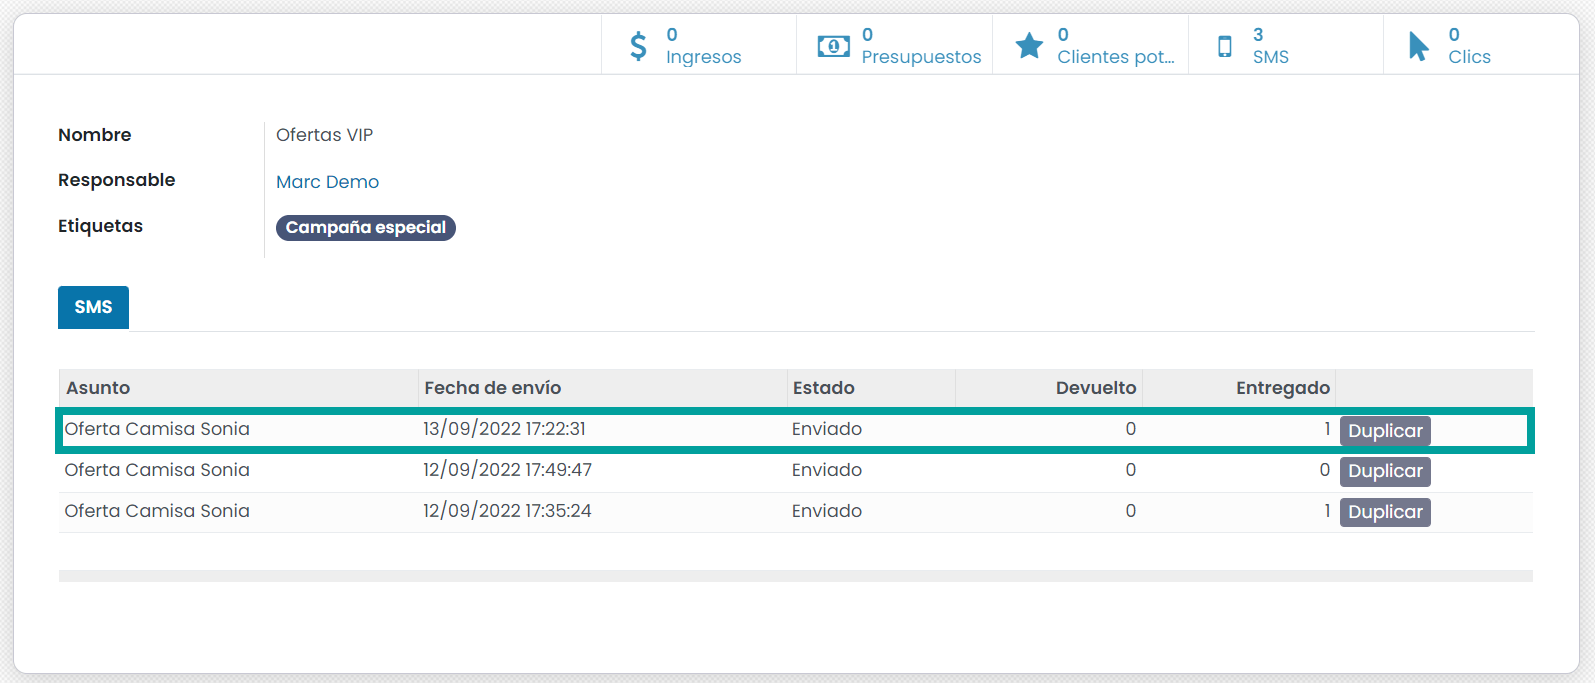 0
Ingresos
0
Presupuestos
0
Clientes pot...
3
SMS
0
Clics
Nombre Ofertas VIP
Responsable Marc Demo
Etiquetas Campaña especial
SMS
Asunto Fecha de envío Estado Devuelto Entregado
Oferta Camisa Sonia 13/09/2022 17:22:31 Enviado 0 1 Duplicar
Oferta Camisa Sonia 12/09/2022 17:49:47 Enviado 0 0 Duplicar
Oferta Camisa Sonia 12/09/2022 17:35:24 Enviado 0 1 Duplicar